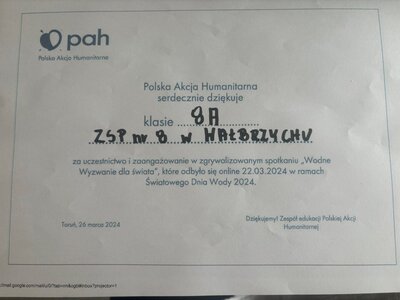 pah
Polska Akcja Humanitarna
Polska Akcja Humanitarna
serdecznie dziękuje
klasie 8A
ZSP nr 8 w WAŁBRZYCHU
za uczestnictwo i zaangażowanie w zgrywalizowanym spotkaniu „Wodne
Wyzwanie dla świata”, które odbyło się online 22.03.2024 w ramach
Światowego Dnia Wody 2024.
Toruń, 26 marca 2024
Dziękujemy! Zespół edukacji Polskiej Akcji
Humanitarnej